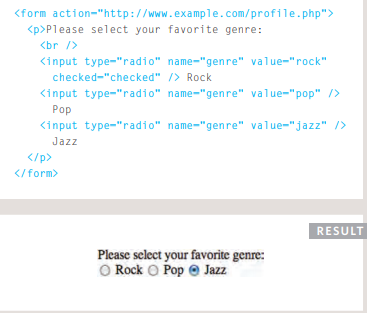 <form action="http://www.example.com/profile.php">
<p>Please select your favorite genre:
<br />
<input type="radio" name="genre" value="rock"
checked="checked" /> Rock
<input type="radio" name="genre" value="pop" />
Pop
<input type="radio" name="genre" value="jazz" />
Jazz
</p>
</form>
RESULT
Please select your favorite genre:
Rock Pop Jazz